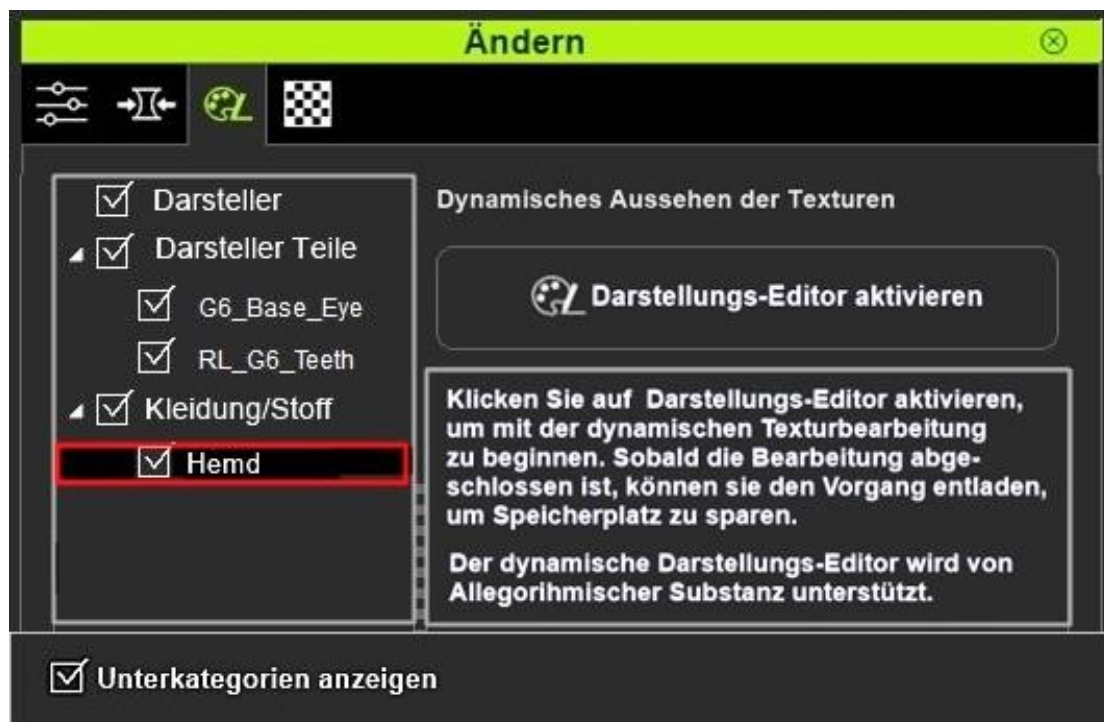 Ändern
Darsteller
Darsteller Teile
G6_Base_Eye
RL_G6_Teeth
Kleidung/Stoff
Hemd
Dynamisches Aussehen der Texturen
Darstellungs-Editor aktivieren
Klicken Sie auf Darstellungs-Editor aktivieren,
um mit der dynamischen Texturbearbeitung
zu beginnen. Sobald die Bearbeitung abge-
schlossen ist, können sie den Vorgang entladen,
um Speicherplatz zu sparen.
Der dynamische Darstellungs-Editor wird von
Allegorihmischer Substanz unterstützt.
Unterkategorien anzeigen